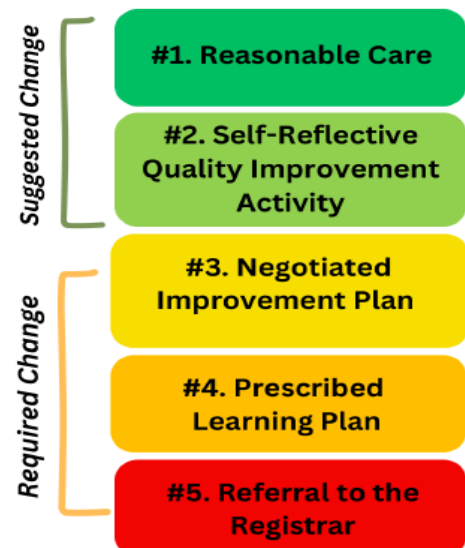 Suggested Change
#1. Reasonable Care
#2. Self-Reflective
Quality Improvement
Activity
Required Change
#3. Negotiated
Improvement Plan
#4. Prescribed
Learning Plan
#5. Referral to the
Registrar